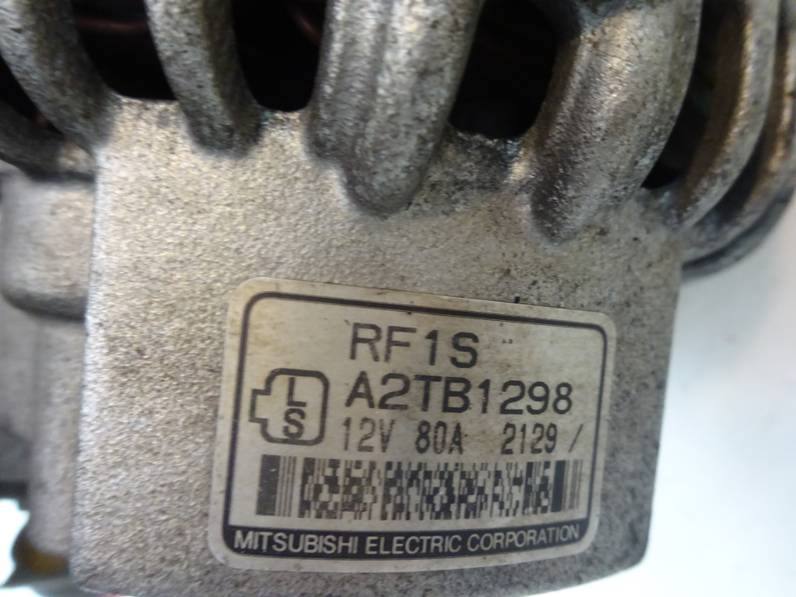 RF1S
L
A2TB1298
S
12V 80A 2129/
MITSUBISHI ELECTRIC CORPORATION